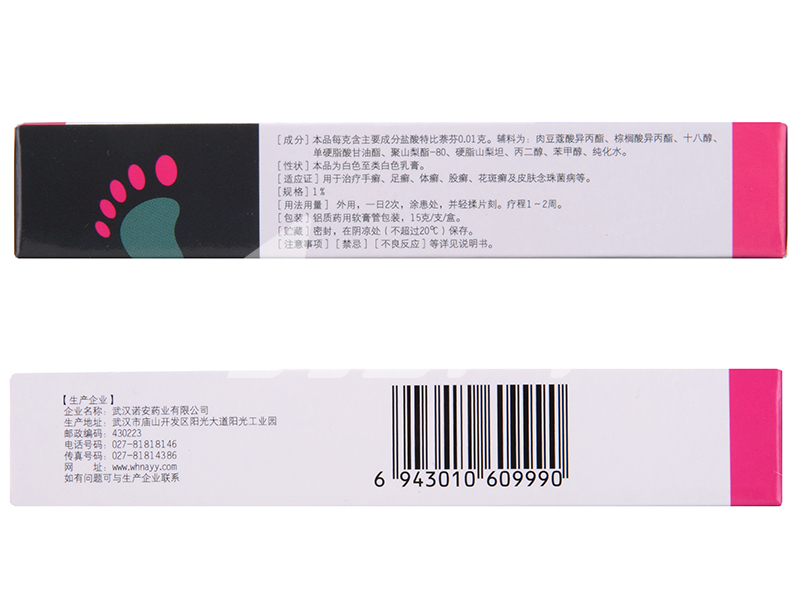 [成分]本品每克含主要成分盐酸特比萘芬0.01克。辅料为：肉豆蔻酸异丙酯、棕榈酸异丙酯、十八醇、
单硬脂酸甘油酯、聚山梨酯-80、硬脂山梨坦、丙二醇、苯甲醇、纯化水。
[性状]本品为白色至类白色乳膏。
[适应证]用于治疗手癣、足癣、体癣、股癣、花斑癣及皮肤念珠菌病等。
[规格]1%
[用法用量] 外用，一日2次，涂患处，并轻揉片刻。疗程1～2周。
[包装]铝质药用软膏管包装，15克/支/盒。
[贮藏]密封，在阴凉处（不超过20℃）保存。
[注意事项][禁忌][不良反应]等详见说明书。
【生产企业】
企业名称：武汉诺安药业有限公司
生产地址：武汉市庙山开发区阳光大道阳光工业园
邮政编码：430223
电话号码：027-81818146
传真号码：027-81814386
网 址：www.whnayy.com
如有问题可与生产企业联系
6 943010 609990